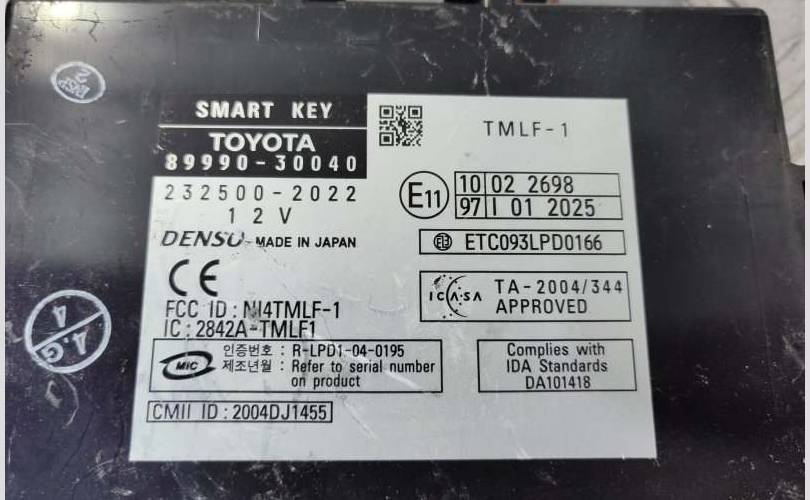 SMART KEY
TOYOTA
89990-30040
232500-2022
12V
DENSO MADE IN JAPAN
TMLF-1
E11
10 02 2698
97 I 01 2025
ETC093LPD0166
ICASA
TA-2004/344
APPROVED
CE
FCC ID : NI4TMLF-1
IC : 2842A-TMLF1
MIC
인증번호 : R-LPD1-04-0195
제조년월 : Refer to serial number
on product
Complies with
IDA Standards
DA101418
CMII ID : 2004DJ1455
A.G
4